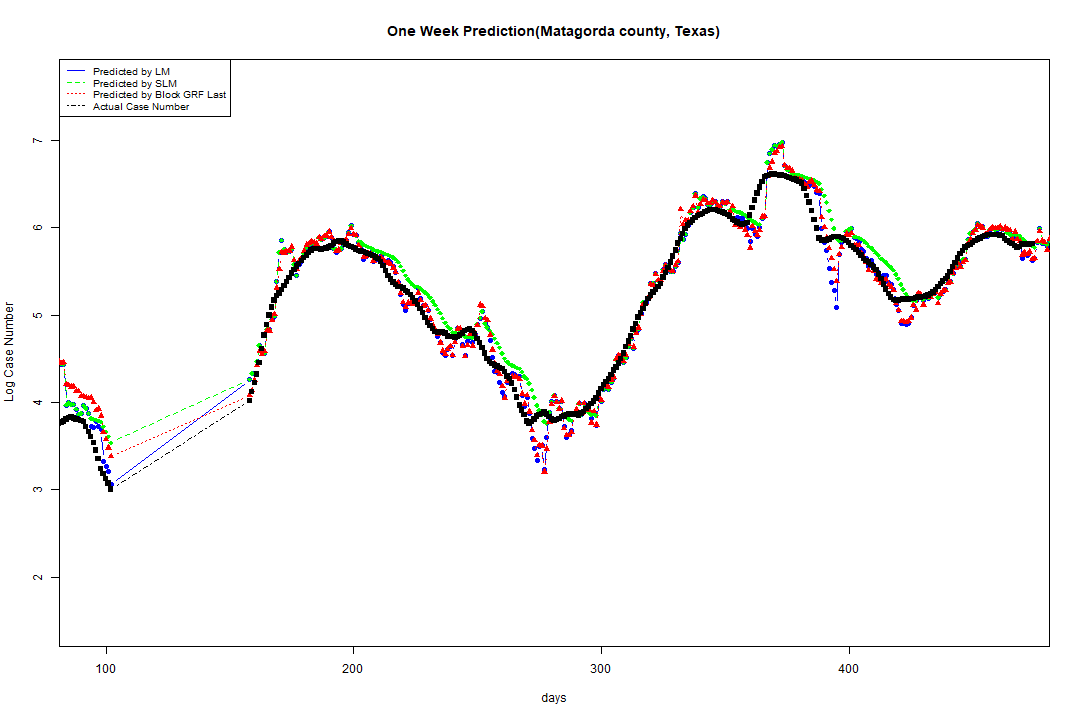 One Week Prediction(Matagorda county, Texas)
Predicted by LM
Predicted by SLM
Predicted by Block GRF Last
Actual Case Number
7
6
5
4
3
2
Log Case Number
100
200
300
400
days